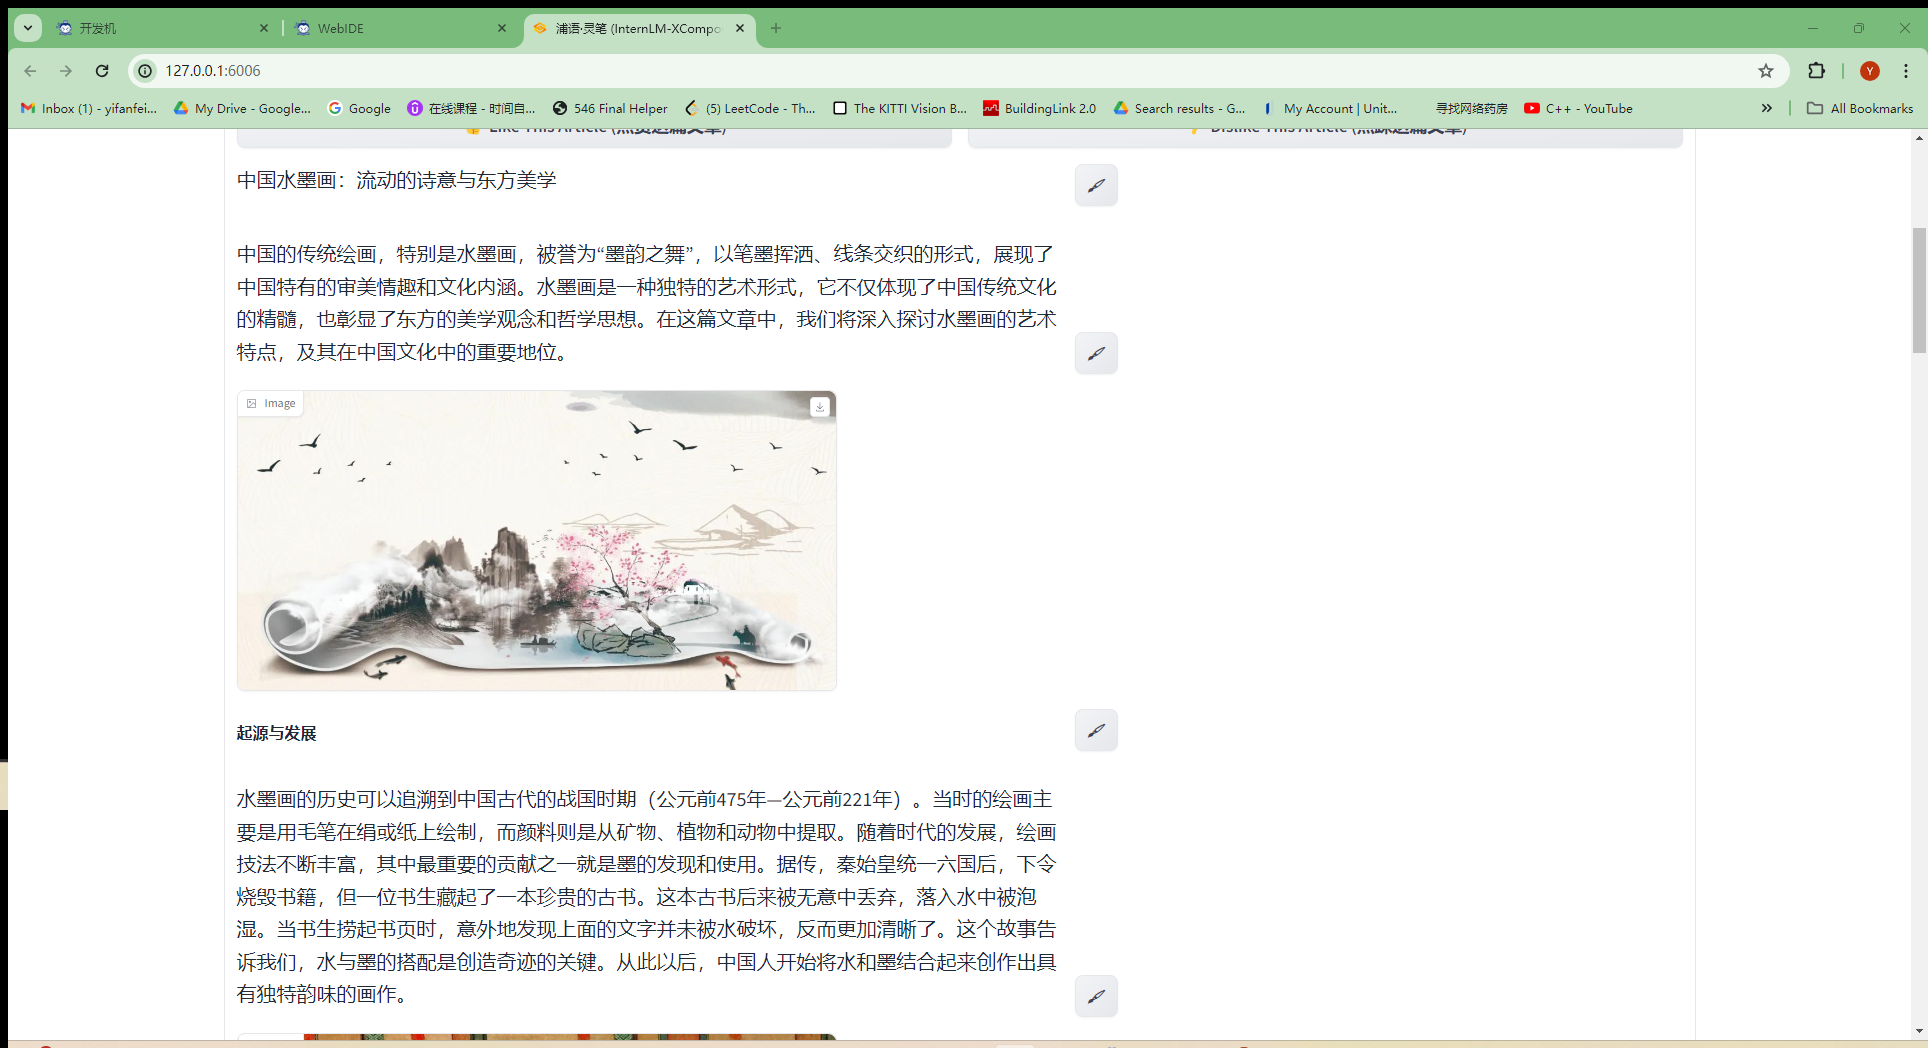 开发机
WebIDE
浦语·灵笔 (InternLM-XCompo
127.0.0.1:6006
Y
Inbox (1) - yifanfei...
My Drive - Google...
Google
在线课程 - 时间自...
546 Final Helper
(5) LeetCode - Th...
The KITTI Vision B...
BuildingLink 2.0
Search results - G...
My Account | Unit...
寻找网络药房
C++ - YouTube
All Bookmarks
Like This Article (点赞这篇文章)
Dislike This Article (点踩这篇文章)
中国水墨画：流动的诗意与东方美学
中国的传统绘画，特别是水墨画，被誉为“墨韵之舞”，以笔墨挥洒、线条交织的形式，展现了
中国特有的审美情趣和文化内涵。水墨画是一种独特的艺术形式，它不仅体现了中国传统文化
的精髓，也彰显了东方的美学观念和哲学思想。在这篇文章中，我们将深入探讨水墨画的艺术
特点，及其在中国文化中的重要地位。
Image
起源与发展
水墨画的历史可以追溯到中国古代的战国时期（公元前475年—公元前221年）。当时的绘画主
要是用毛笔在绢或纸上绘制，而颜料则是从矿物、植物和动物中提取。随着时代的发展，绘画
技法不断丰富，其中最重要的贡献之一就是墨的发现和使用。据传，秦始皇统一六国后，下令
烧毁书籍，但一位书生藏起了一本珍贵的古书。这本古书后来被无意中丢弃，落入水中被泡
湿。当书生捞起书页时，意外地发现上面的文字并未被水破坏，反而更加清晰了。这个故事告
诉我们，水与墨的搭配是创造奇迹的关键。从此以后，中国人开始将水和墨结合起来创作出具
有独特韵味的画作。